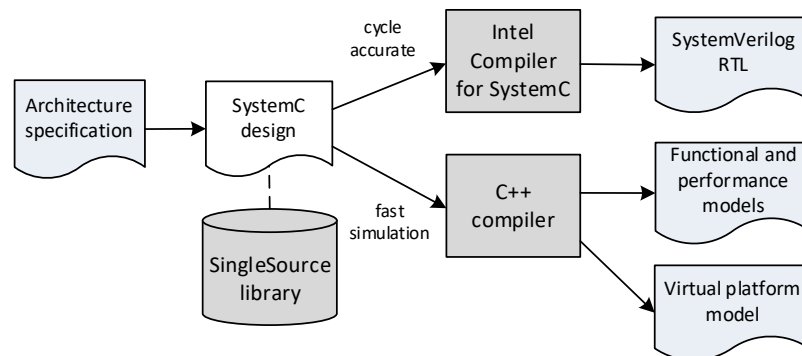 Architecture
specification
SystemC
design
SingleSource
library
cycle
accurate
fast
simulation
Intel
Compiler
for SystemC
C++
compiler
SystemVerilog
RTL
Functional and
performance
models
Virtual platform
model